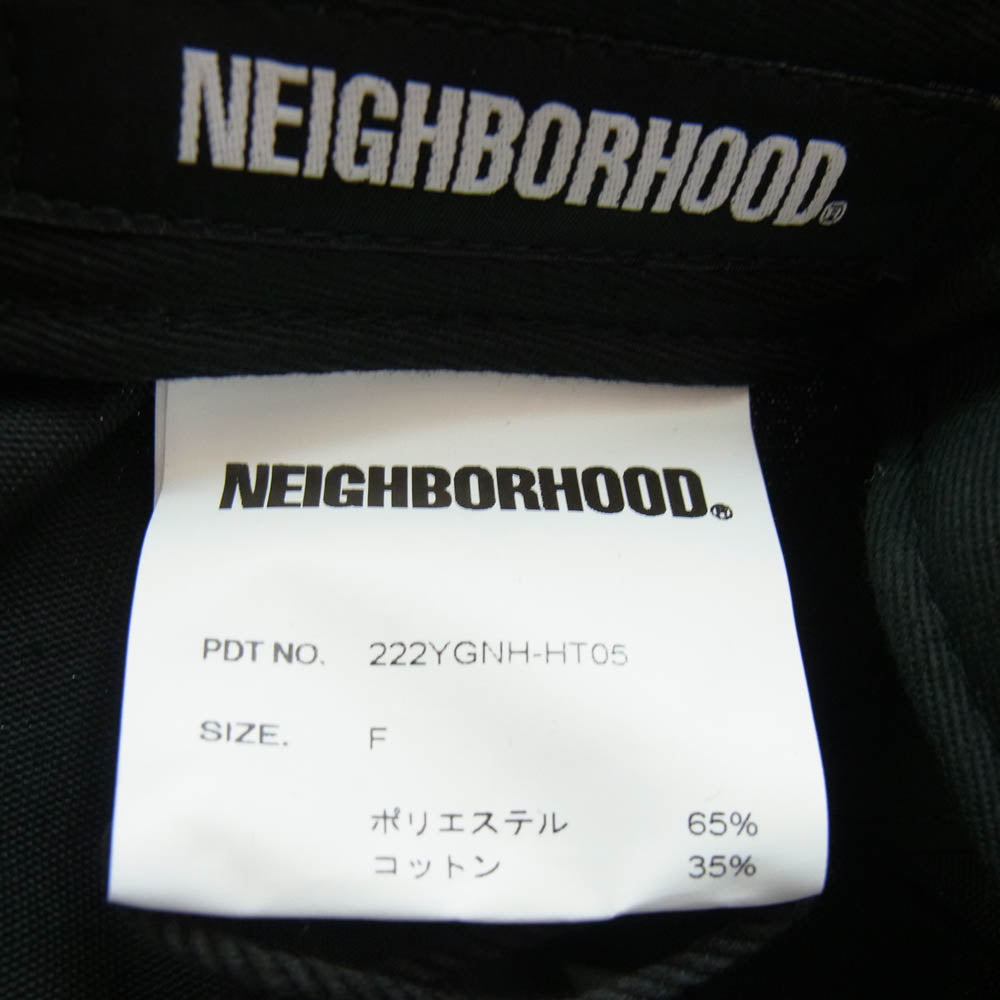 NEIGHBORHOOD®
NEIGHBORHOOD®
PDT NO. 222YGNH-HT05
SIZE. F
ポリエステル 65%
コットン 35%